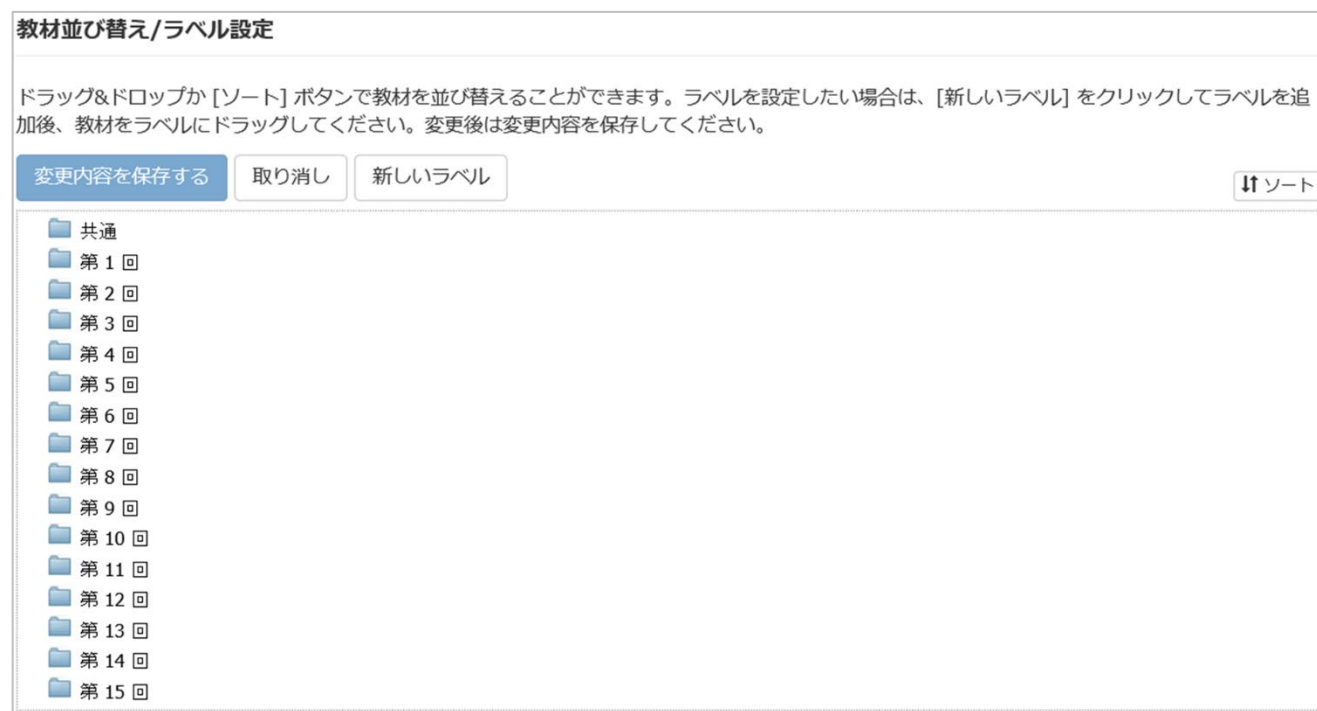 教材並び替え/ラベル設定
ドラッグ&ドロップか [ソート] ボタンで教材を並び替えることができます。ラベルを設定したい場合は、[新しいラベル] をクリックしてラベルを追
加後、教材をラベルにドラッグしてください。変更後は変更内容を保存してください。
変更内容を保存する 取り消し 新しいラベル ソート
共通
第 1 回
第 2 回
第 3 回
第 4 回
第 5 回
第 6 回
第 7 回
第 8 回
第 9 回
第 10 回
第 11 回
第 12 回
第 13 回
第 14 回
第 15 回